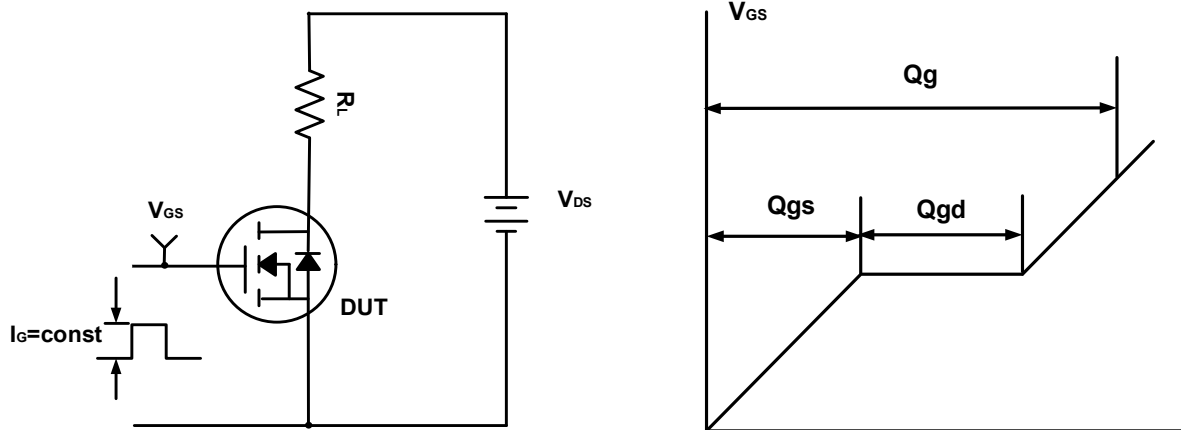 VGS
Qg
RL
VDS
VGS
Qgs
Qgd
DUT
IG=const